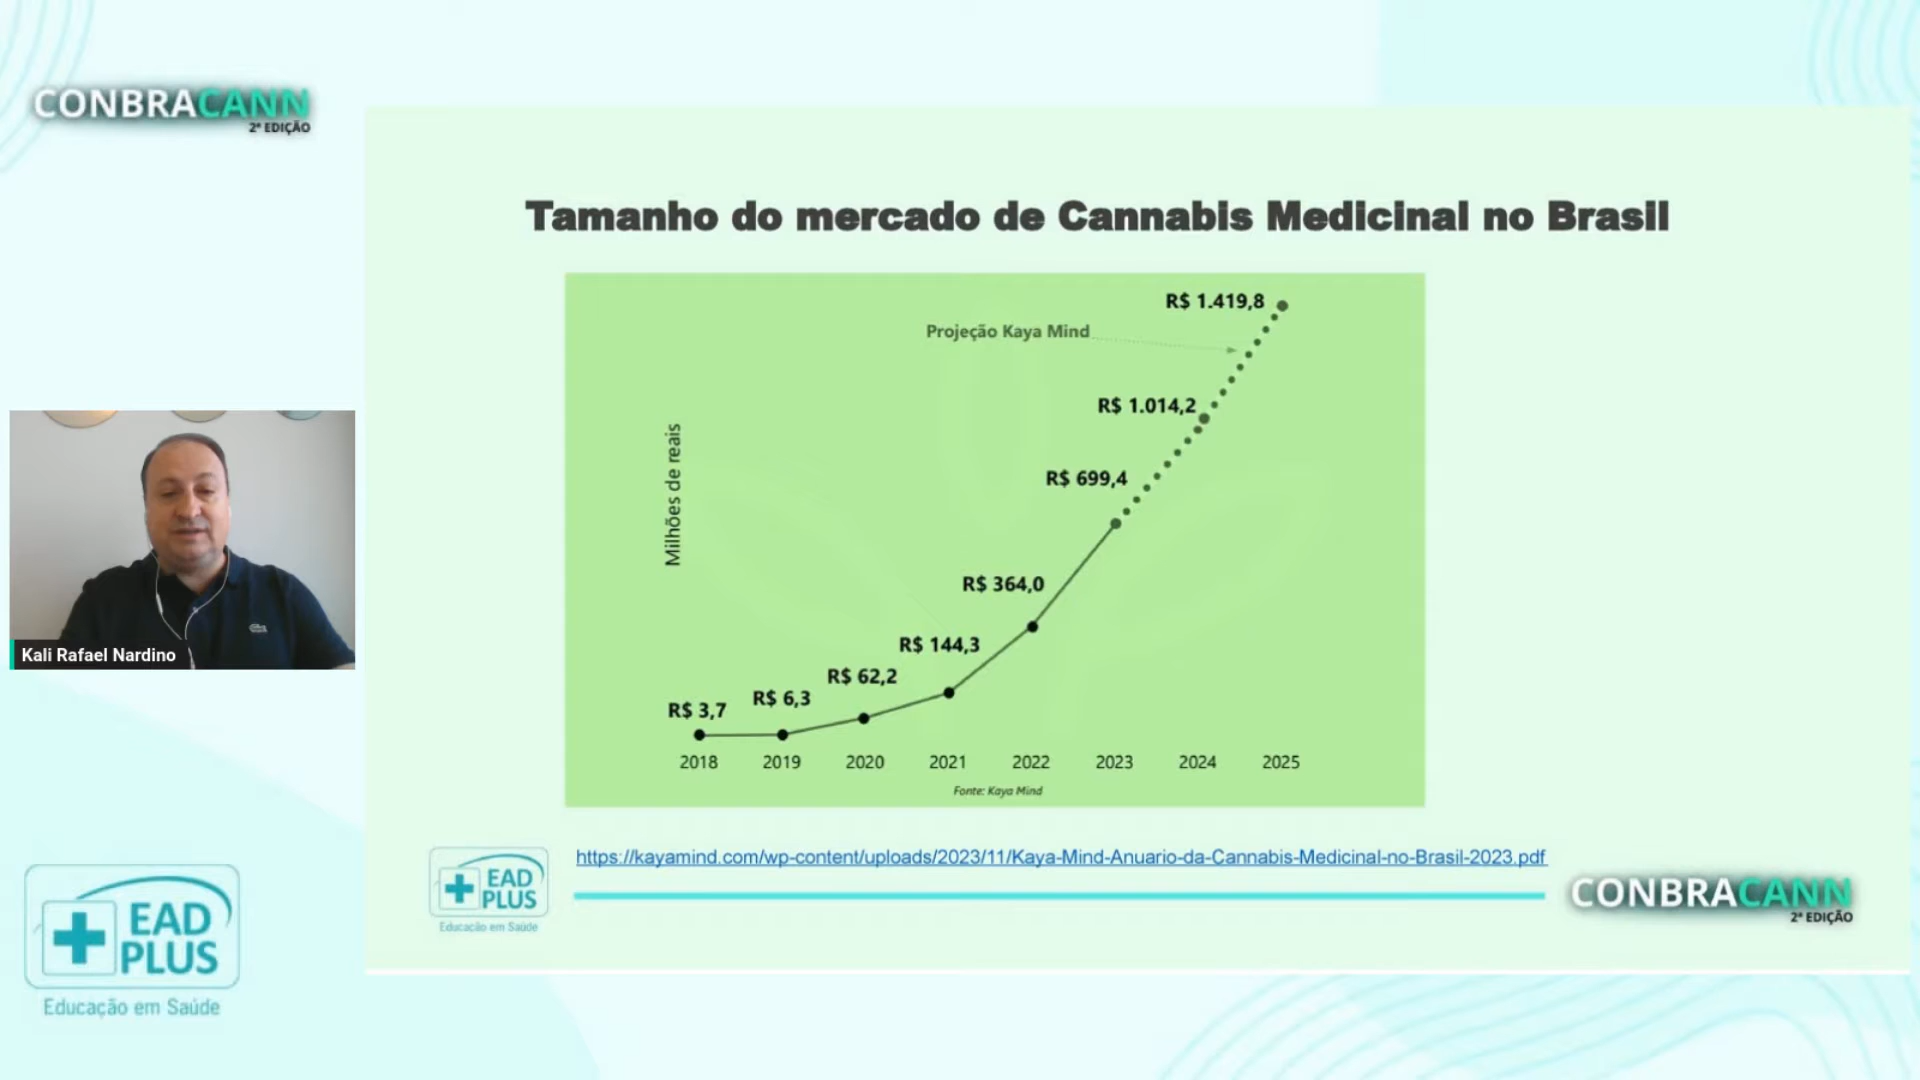 CONBRACANN
2ª EDIÇÃO
Tamanho do mercado de Cannabis Medicinal no Brasil
R$ 1.419,8
Projeção Kaya Mind
R$ 1.014,2
R$ 699,4
Milhões de reais
R$ 364,0
R$ 144,3
R$ 62,2
R$ 6,3
R$ 3,7
2018 2019 2020 2021 2022 2023 2024 2025
Fonte: Kaya Mind
Kali Rafael Nardino
https://kayamind.com/wp-content/uploads/2023/11/Kaya-Mind-Anuario-da-Cannabis-Medicinal-no-Brasil-2023.pdf
EAD
PLUS
Educação em Saúde
CONBRACANN
2ª EDIÇÃO
EAD
PLUS
Educação em Saúde